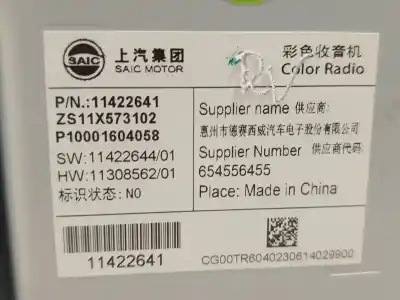 SAIC
上汽集团
SAIC MOTOR
彩色收音机
Color Radio
P/N.:11422641
ZS11X573102
P10001604058
SW:11422644/01
HW:11308562/01
标识状态: NO
Supplier name 供应商:
惠州市德赛西威汽车电子股份有限公司
Supplier Number 供应商代码:
654556455
Place: Made in China
11422641
CG00TR6040230614029900